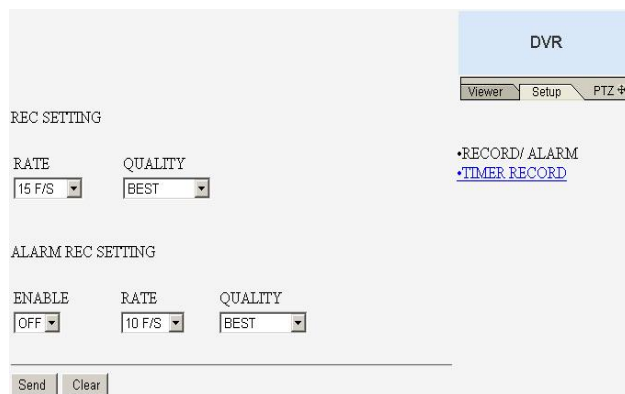 DVR
Viewer Setup PTZ
REC SETTING
RATE QUALITY
15 F/S BEST
•RECORD/ ALARM
•TIMER RECORD
ALARM REC SETTING
ENABLE RATE QUALITY
OFF 10 F/S BEST
Send Clear